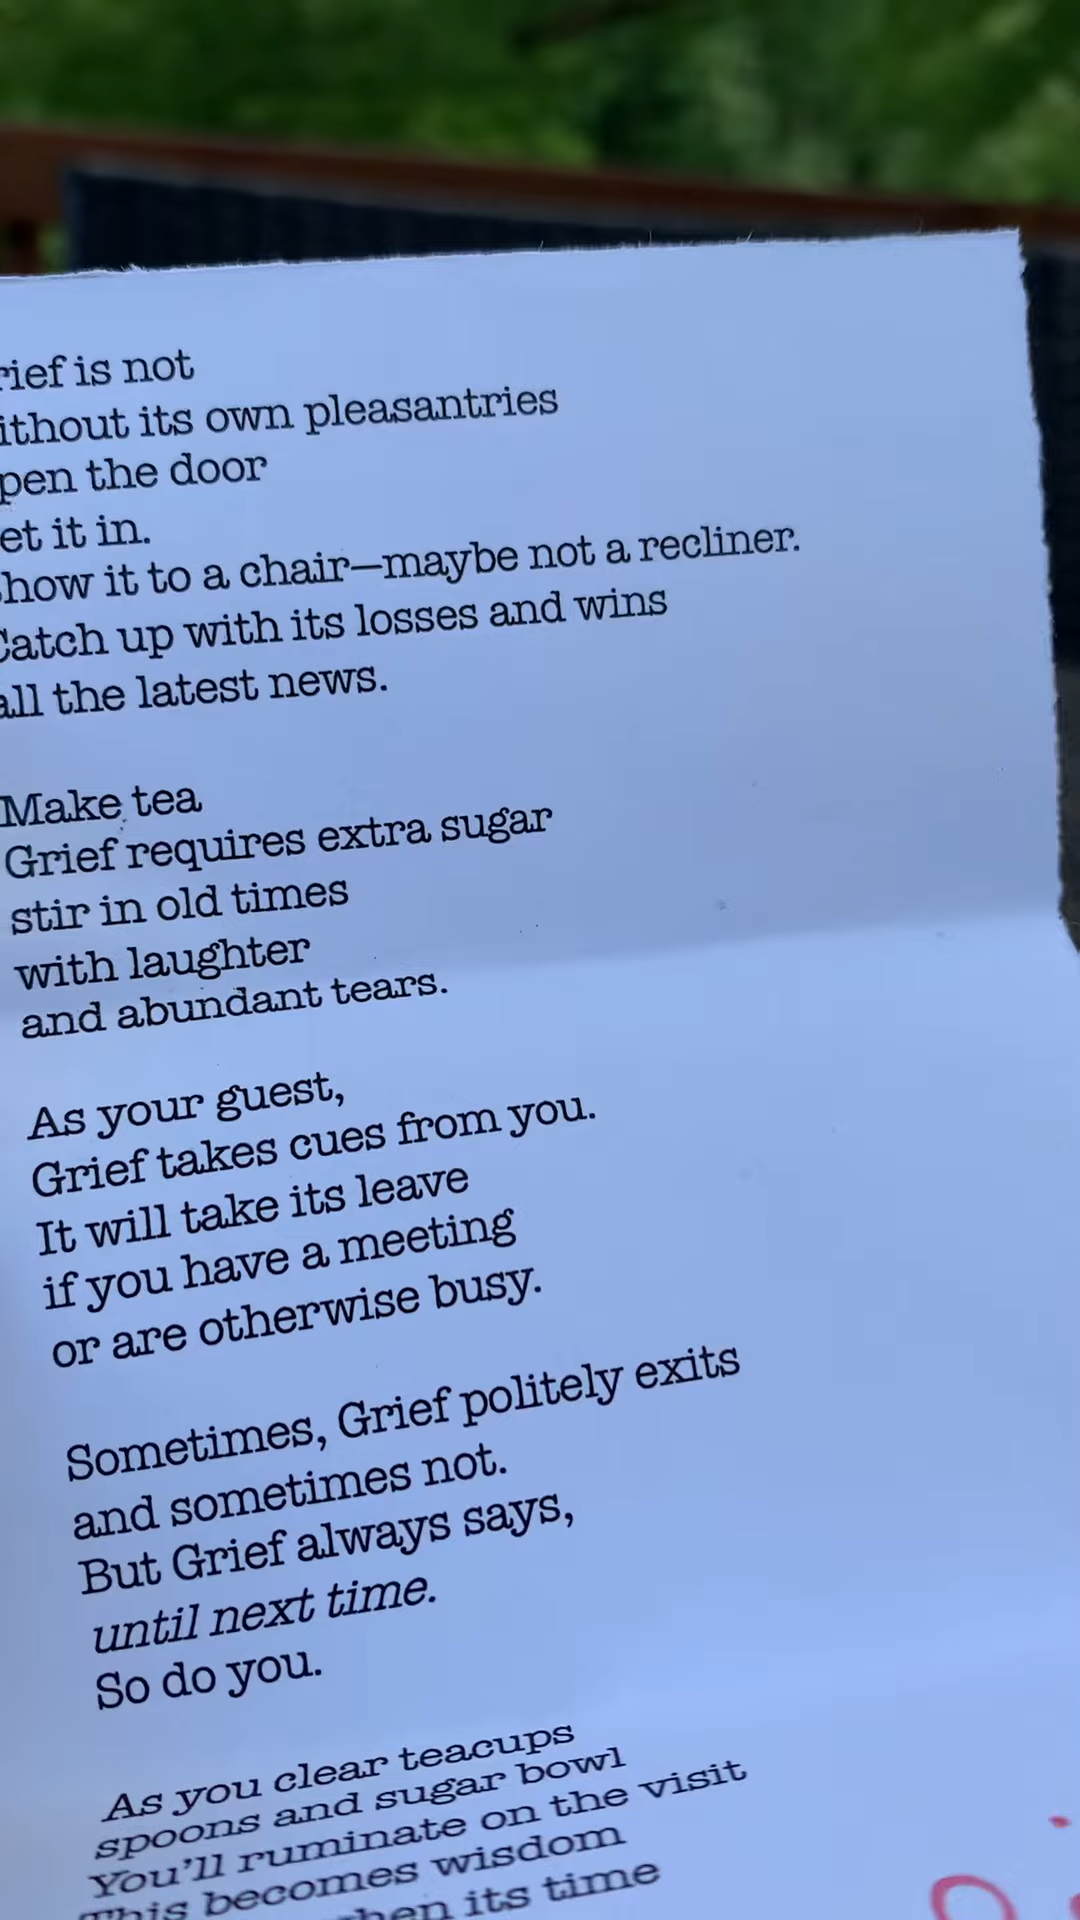 rief is not
ithout its own pleasantries
pen the door
et it in.
how it to a chair—maybe not a recliner.
Catch up with its losses and wins
all the latest news.
Make tea
Grief requires extra sugar
stir in old times
with laughter
and abundant tears.
As your guest,
Grief takes cues from you.
It will take its leave
if you have a meeting
or are otherwise busy.
Sometimes, Grief politely exits
and sometimes not.
But Grief always says,
until next time.
So do you.
As you clear teacups
spoons and sugar bowl
You'll ruminate on the visit
This becomes wisdom
hen its time